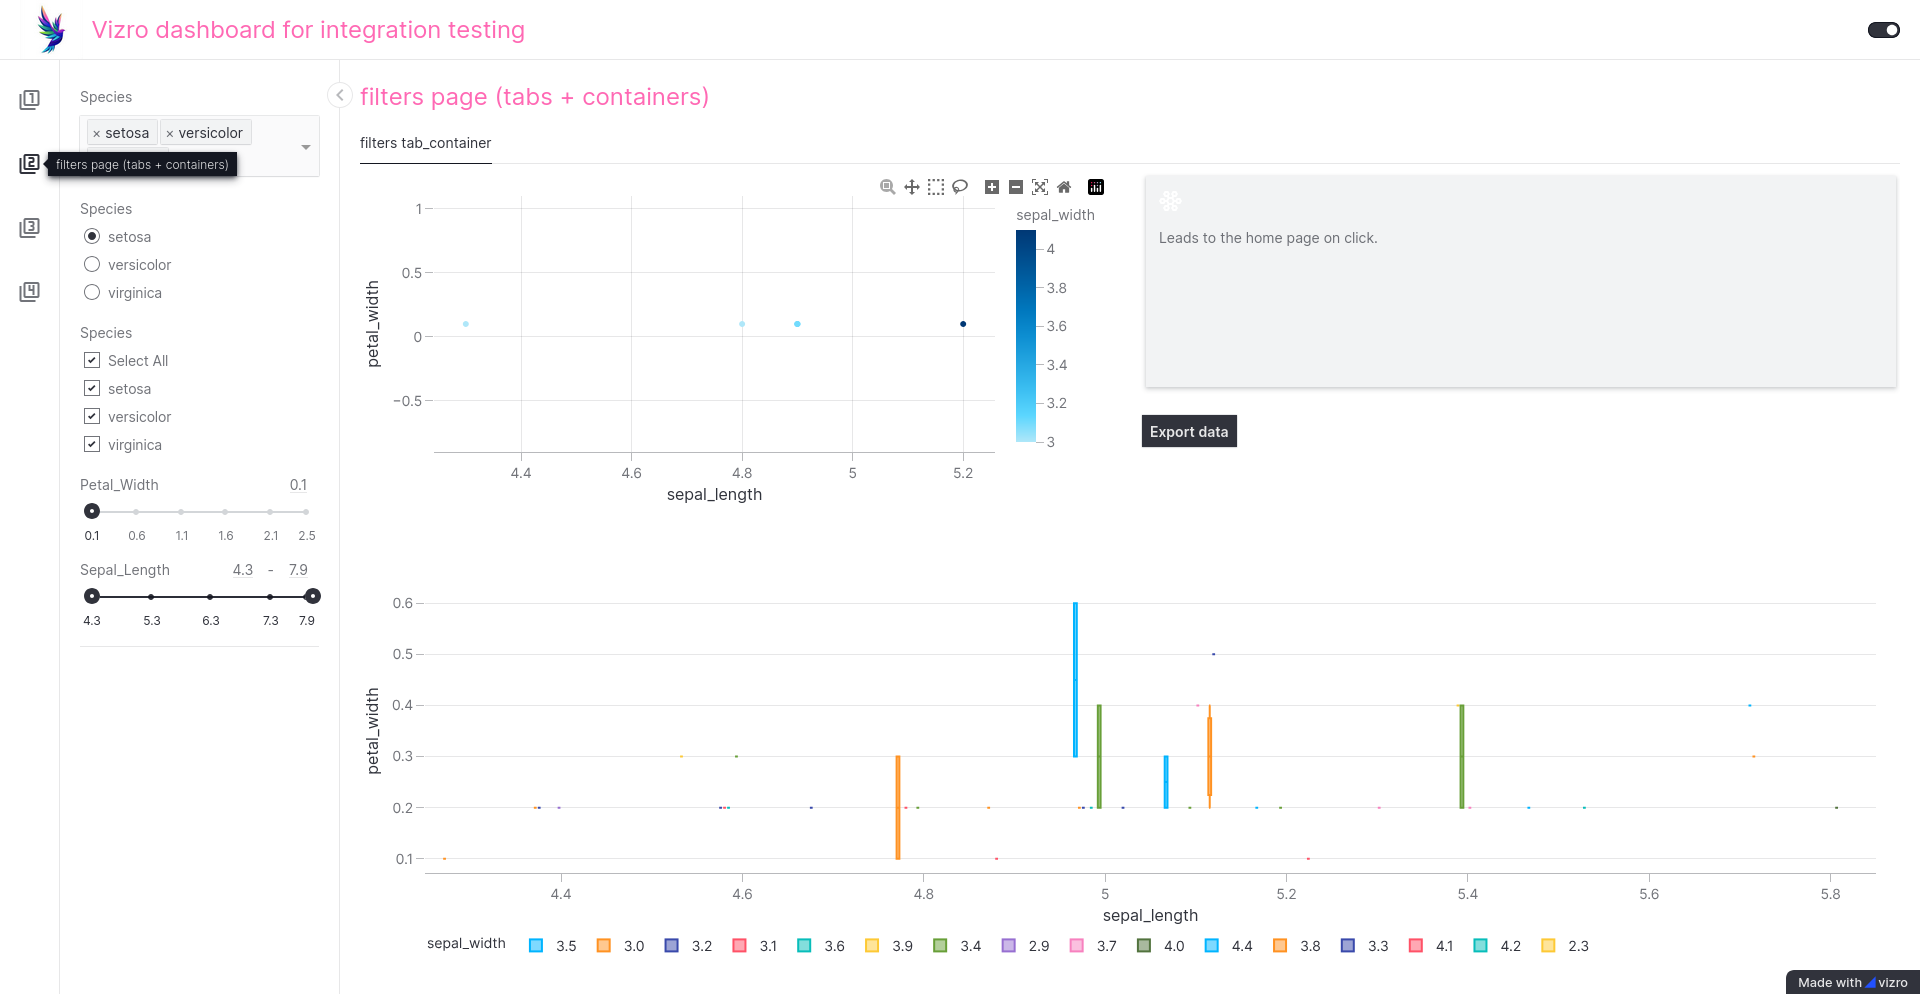 Vizro dashboard for integration testing
1
2
3
4
filters page (tabs + containers)
Species
× setosa × versicolor
Species
setosa
versicolor
virginica
Species
Select All
setosa
versicolor
virginica
Petal_Width 0.1
0.1 0.6 1.1 1.6 2.1 2.5
Sepal_Length 4.3 - 7.9
4.3 5.3 6.3 7.3 7.9
filters page (tabs + containers)
filters tab_container
petal_width
1
0.5
0
−0.5
4.4 4.6 4.8 5 5.2
sepal_length
sepal_width
4
3.8
3.6
3.4
3.2
3
Leads to the home page on click.
Export data
petal_width
0.6
0.5
0.4
0.3
0.2
0.1
4.4 4.6 4.8 5 5.2 5.4 5.6 5.8
sepal_length
sepal_width 3.5 3.0 3.2 3.1 3.6 3.9 3.4 2.9 3.7 4.0 4.4 3.8 3.3 4.1 4.2 2.3
Made with vizro